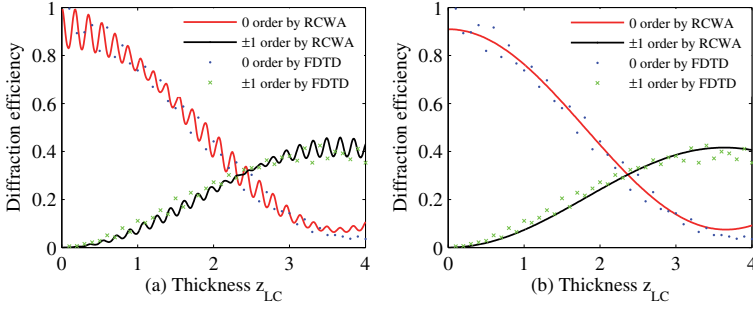 Diffraction efficiency
1
0.8
0.6
0.4
0.2
0
0 1 2 3 4
0 order by RCWA
±1 order by RCWA
0 order by FDTD
±1 order by FDTD
(a) Thickness z_LC
Diffraction efficiency
1
0.8
0.6
0.4
0.2
0
0 1 2 3 4
0 order by RCWA
±1 order by RCWA
0 order by FDTD
±1 order by FDTD
(b) Thickness z_LC